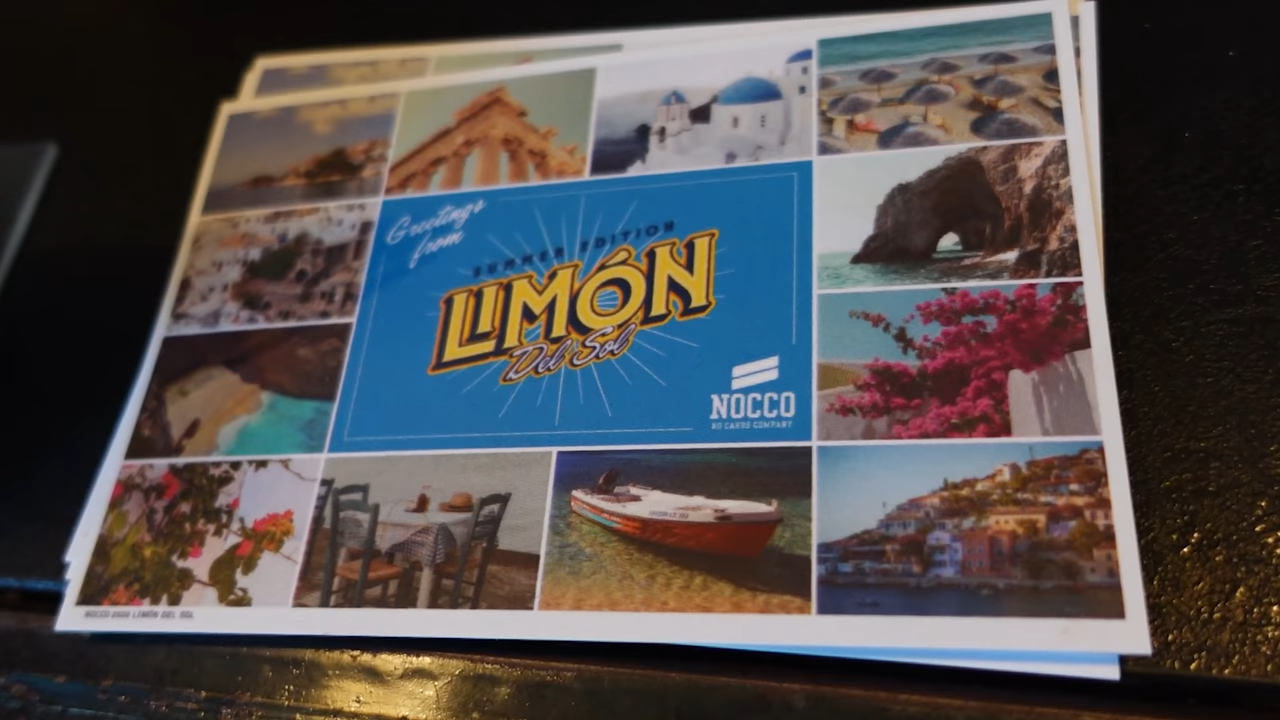 Greetings
from
SUMMER EDITION
LIMÓN
Del Sol
NOCCO
NO CARBS COMPANY
NOCCO 2020 LIMÓN DEL SOL